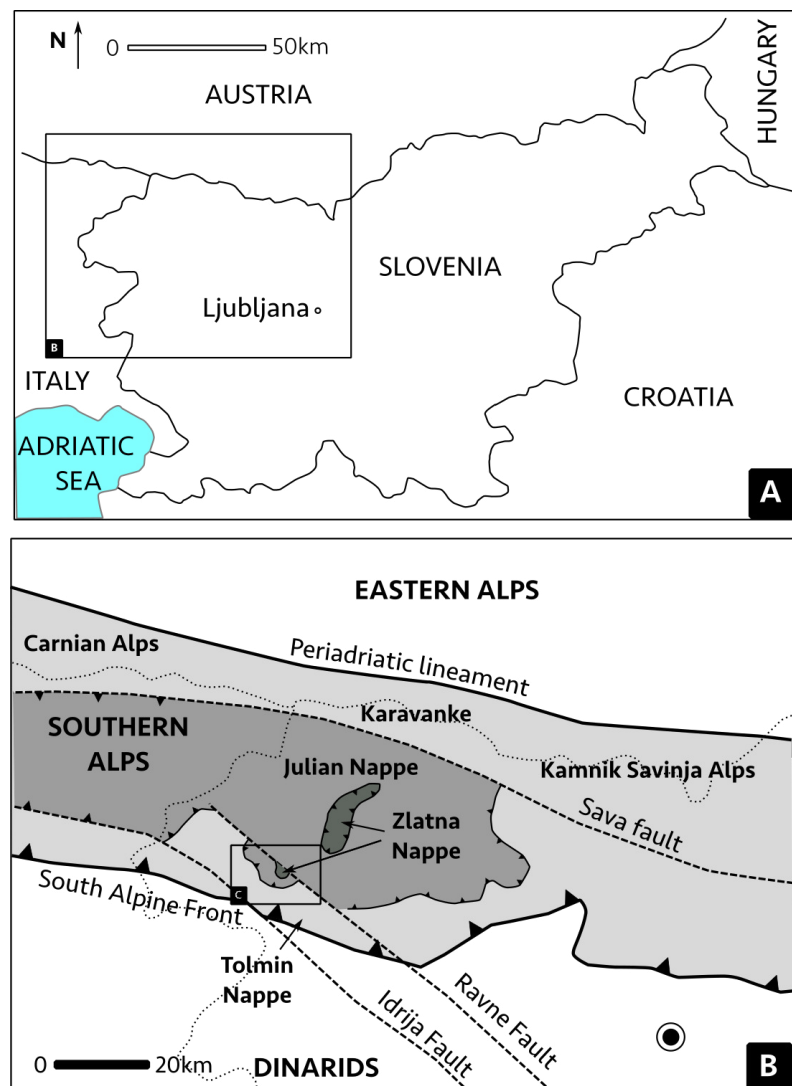 N
0 50km
AUSTRIA
HUNGARY
SLOVENIA
Ljubljana
B
ITALY
CROATIA
ADRIATIC
SEA
A
EASTERN ALPS
Carnian Alps
Periadriatic lineament
Karavanke
SOUTHERN
ALPS
Julian Nappe
Kamnik Savinja Alps
Zlatna
Nappe
Sava fault
C
South Alpine Front
Tolmin
Nappe
Ravne Fault
Idrija Fault
0 20km
DINARIDS
B